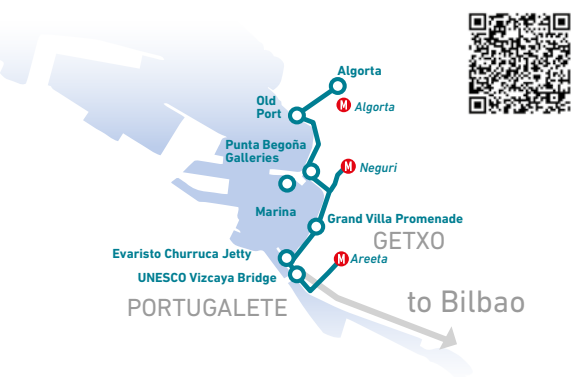 Algorta
Old
Port
M Algorta
Punta Begoña
Galleries
M Neguri
Marina
Grand Villa Promenade
GETXO
Evaristo Churruca Jetty
M Areeta
UNESCO Vizcaya Bridge
PORTUGALETE
to Bilbao